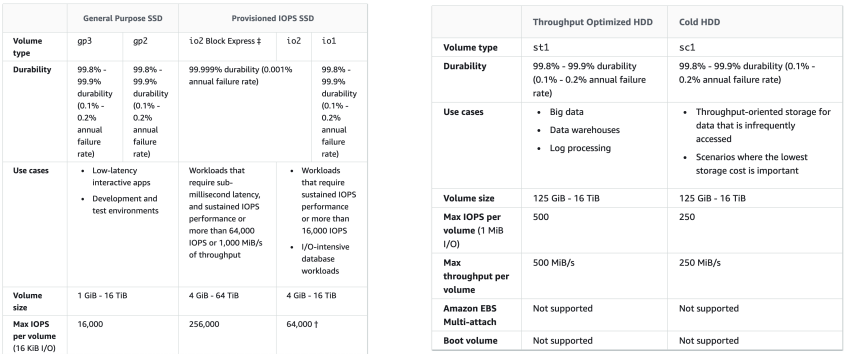 General Purpose SSD Provisioned IOPS SSD
Volume type gp3 gp2 io2 Block Express ‡ io2 io1
Durability
99.8% -
99.9%
durability
(0.1% -
0.2%
annual
failure
rate)
99.8% -
99.9%
durability
(0.1% -
0.2%
annual
failure
rate)
99.999% durability (0.001%
annual failure rate)
99.8% -
99.9%
durability
(0.1% -
0.2%
annual
failure
rate)
Use cases
• Low-latency
interactive apps
• Development and
test environments
Workloads that
require sub-
millisecond latency,
and sustained IOPS
performance or
more than 64,000
IOPS or 1,000 MiB/s
of throughput
• Workloads
that require
sustained IOPS
performance
or more than
16,000 IOPS
• I/O-intensive
database
workloads
Volume
size
1 GiB - 16 TiB
4 GiB - 64 TiB
4 GiB - 16 TiB
Max IOPS
per volume
(16 KiB I/O)
16,000
256,000
64,000 †
Throughput Optimized HDD Cold HDD
Volume type st1 sc1
Durability
99.8% - 99.9% durability
(0.1% - 0.2% annual failure
rate)
99.8% - 99.9% durability (0.1% -
0.2% annual failure rate)
Use cases
• Big data
• Data warehouses
• Log processing
• Throughput-oriented storage for
data that is infrequently
accessed
• Scenarios where the lowest
storage cost is important
Volume size 125 GiB - 16 TiB 125 GiB - 16 TiB
Max IOPS per
volume (1 MiB
I/O)
500
250
Max
throughput per
volume
500 MiB/s
250 MiB/s
Amazon EBS
Multi-attach
Not supported
Not supported
Boot volume Not supported Not supported